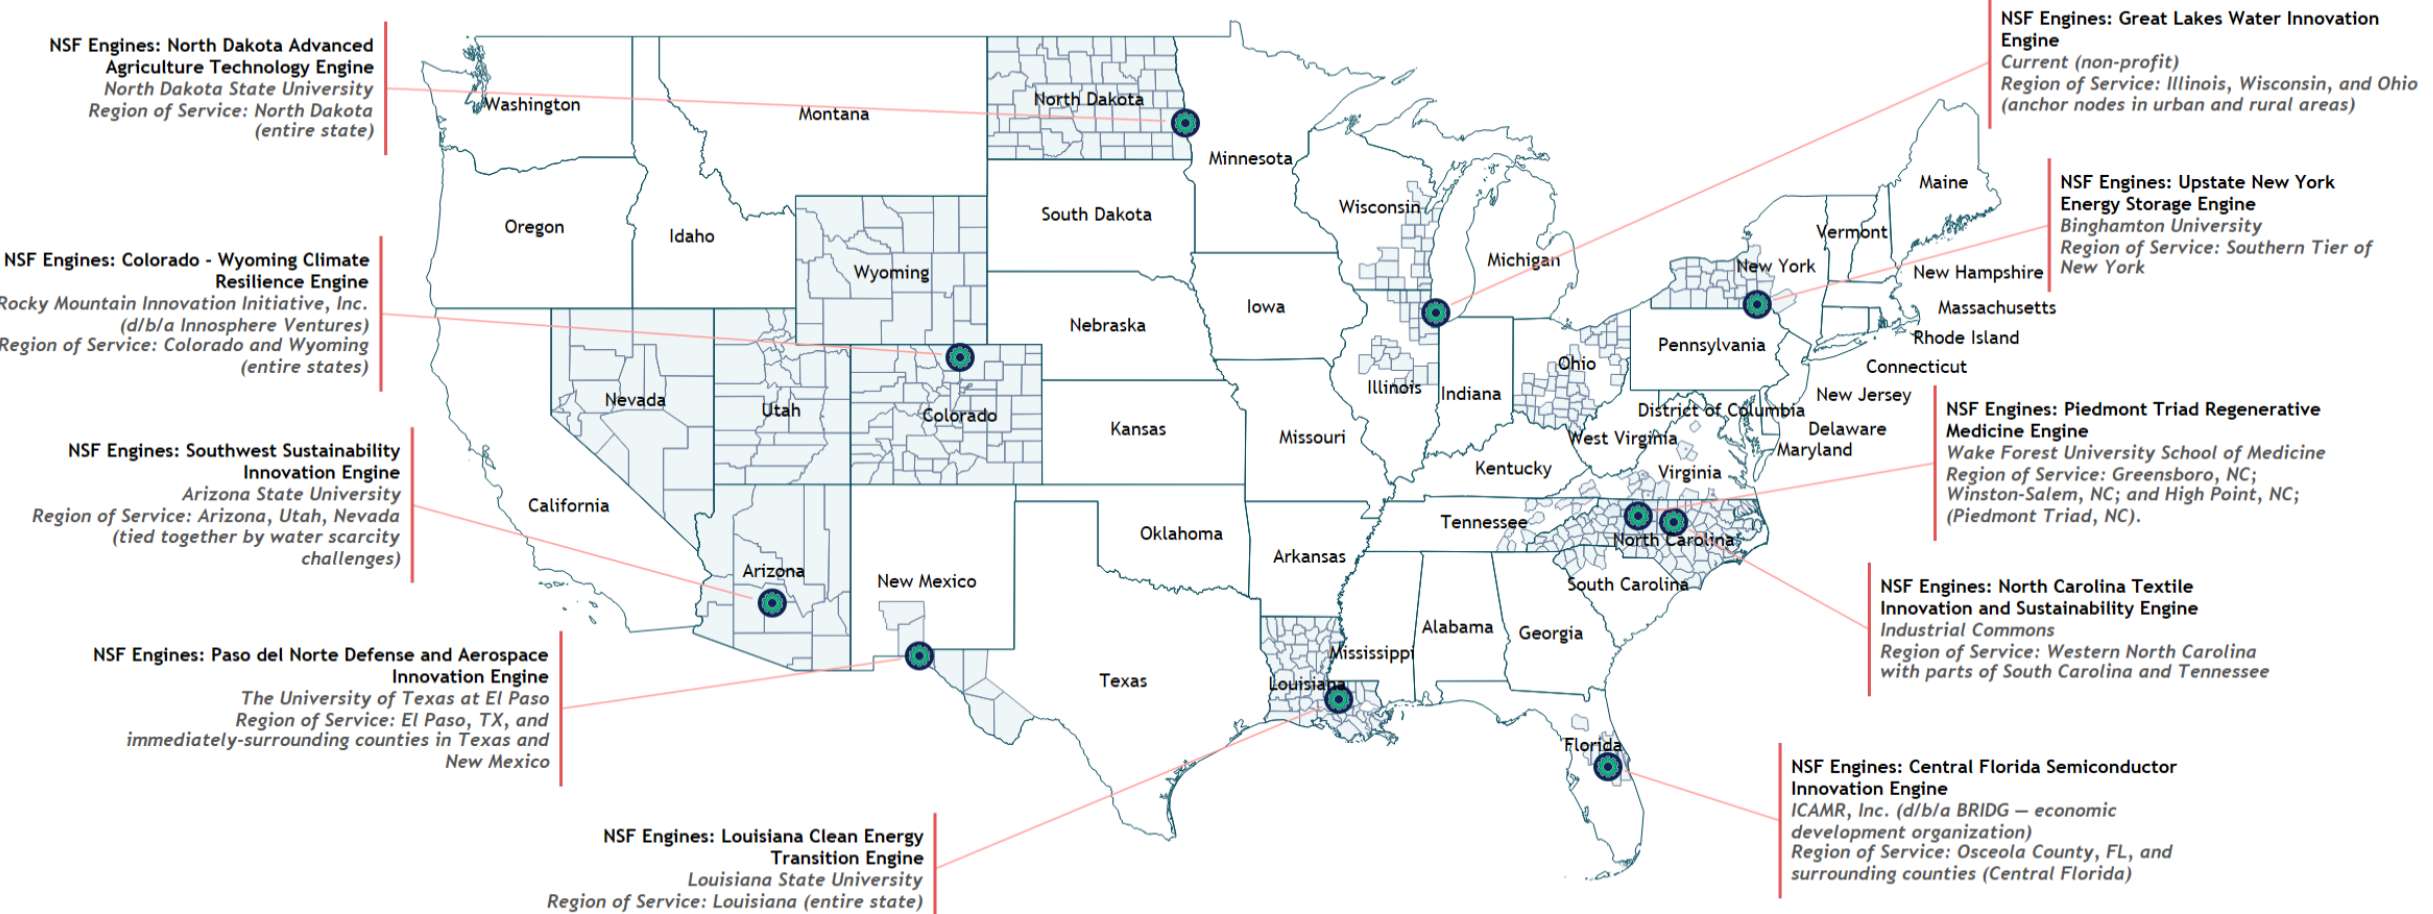 NSF Engines: North Dakota Advanced
Agriculture Technology Engine
North Dakota State University
Region of Service: North Dakota
(entire state)
NSF Engines: Colorado - Wyoming Climate
Resilience Engine
Rocky Mountain Innovation Initiative, Inc.
(d/b/a Innosphere Ventures)
Region of Service: Colorado and Wyoming
(entire states)
NSF Engines: Southwest Sustainability
Innovation Engine
Arizona State University
Region of Service: Arizona, Utah, Nevada
(tied together by water scarcity
challenges)
NSF Engines: Paso del Norte Defense and Aerospace
Innovation Engine
The University of Texas at El Paso
Region of Service: El Paso, TX, and
immediately-surrounding counties in Texas and
New Mexico
NSF Engines: Louisiana Clean Energy
Transition Engine
Louisiana State University
Region of Service: Louisiana (entire state)
Washington
Montana
North Dakota
Minnesota
Oregon
Idaho
South Dakota
Wisconsin
Wyoming
Michigan
Iowa
Nebraska
Nevada
Utah
Colorado
Illinois
Indiana
Ohio
Kansas
Missouri
Kentucky
West Virginia
Virginia
California
Oklahoma
Tennessee
North Carolina
Arizona
New Mexico
Arkansas
South Carolina
Texas
Mississippi
Alabama
Georgia
Louisiana
Florida
Maine
Vermont
New York
New Hampshire
Massachusetts
Rhode Island
Pennsylvania
Connecticut
New Jersey
District of Columbia
Delaware
Maryland
NSF Engines: Great Lakes Water Innovation
Engine
Current (non-profit)
Region of Service: Illinois, Wisconsin, and Ohio
(anchor nodes in urban and rural areas)
NSF Engines: Upstate New York
Energy Storage Engine
Binghamton University
Region of Service: Southern Tier of
New York
NSF Engines: Piedmont Triad Regenerative
Medicine Engine
Wake Forest University School of Medicine
Region of Service: Greensboro, NC;
Winston-Salem, NC; and High Point, NC;
(Piedmont Triad, NC).
NSF Engines: North Carolina Textile
Innovation and Sustainability Engine
Industrial Commons
Region of Service: Western North Carolina
with parts of South Carolina and Tennessee
NSF Engines: Central Florida Semiconductor
Innovation Engine
ICAMR, Inc. (d/b/a BRIDG — economic
development organization)
Region of Service: Osceola County, FL, and
surrounding counties (Central Florida)